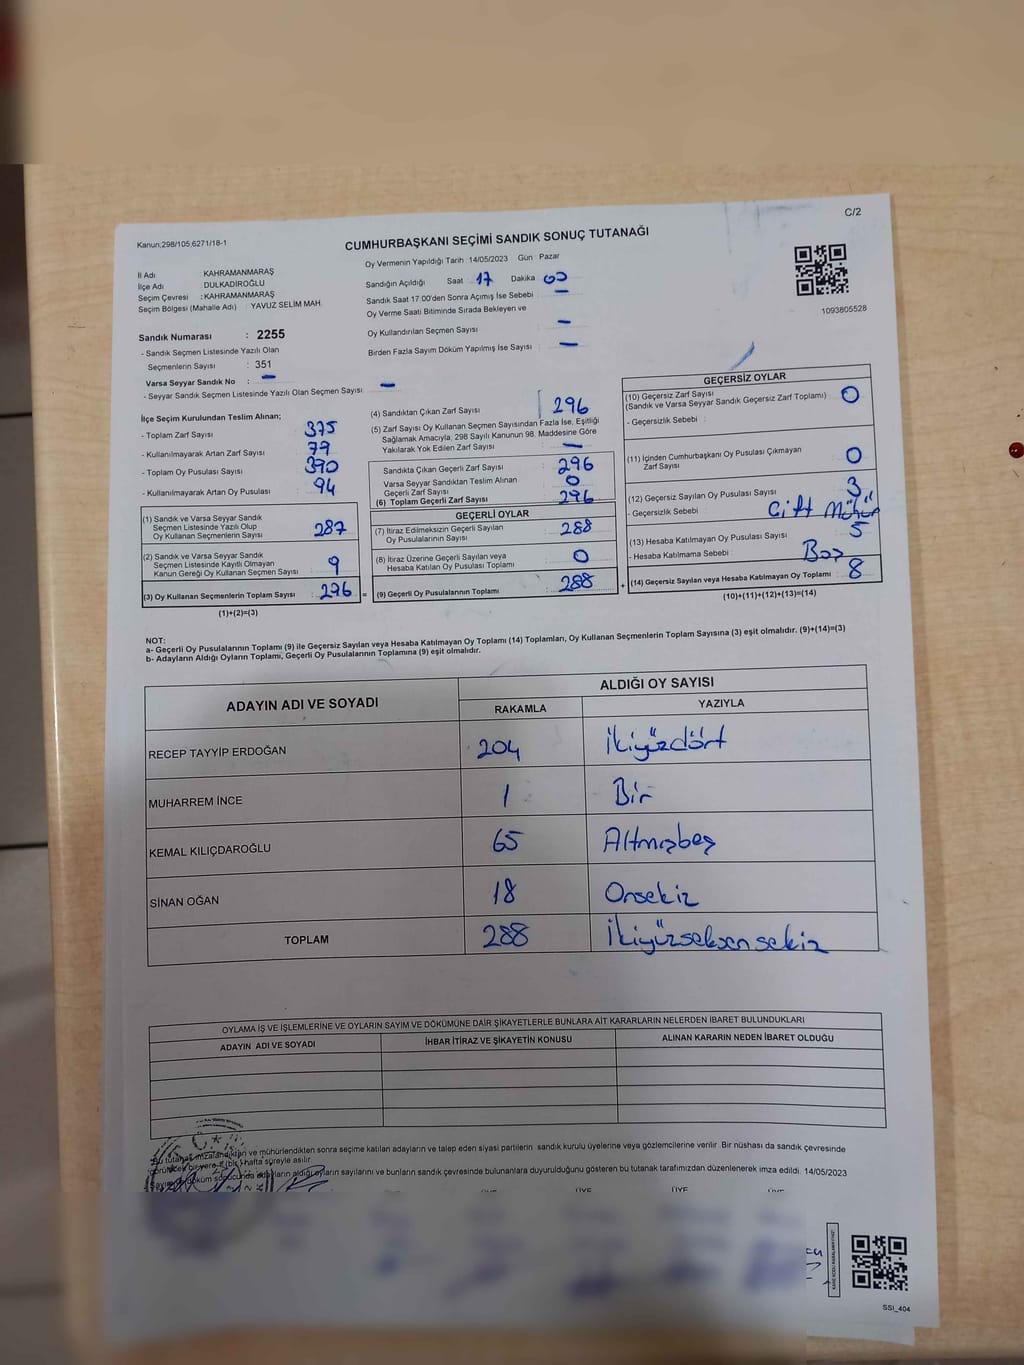 Kanun;298/105,6271/18-1
C/2
CUMHURBAŞKANI SEÇİMİ SANDIK SONUÇ TUTANAĞI
Oy Vermenin Yapıldığı Tarih 14/05/2023 Gün Pazar
İl Adı : KAHRAMANMARAŞ
İlçe Adı : DULKADİROĞLU
Seçim Çevresi : KAHRAMANMARAŞ
Seçim Bölgesi (Mahalle Adı) : YAVUZ SELİM MAH.
Sandığın Açıldığı Saat 17 Dakika 00
Sandık Saat 17:00'den Sonra Açımış İse Sebebi : —
Oy Verme Saati Bitiminde Sırada Bekleyen ve
Oy Kullandırılan Seçmen Sayısı : —
Birden Fazla Sayım Döküm Yapılmış İse Sayısı : —
1093805528
Sandık Numarası : 2255
- Sandık Seçmen Listesinde Yazılı Olan
Seçmenlerin Sayısı : 351
Varsa Seyyar Sandık No : —
- Seyyar Sandık Seçmen Listesinde Yazılı Olan Seçmen Sayısı: —
İlçe Seçim Kurulundan Teslim Alınan;
- Toplam Zarf Sayısı : 375
- Kullanılmayarak Artan Zarf Sayısı : 79
- Toplam Oy Pusulası Sayısı : 390
- Kullanılmayarak Artan Oy Pusulası : 94
(1) Sandık ve Varsa Seyyar Sandık
Seçmen Listesinde Yazılı Olup
Oy Kullanan Seçmenlerin Sayısı : 287
(2) Sandık ve Varsa Seyyar Sandık
Seçmen Listesinde Kayıtlı Olmayan
Kanun Gereği Oy Kullanan Seçmen Sayısı : 9
(3) Oy Kullanan Seçmenlerin Toplam Sayısı : 296 =
(1)+(2)=(3)
(4) Sandıktan Çıkan Zarf Sayısı : 296
(5) Zarf Sayısı Oy Kullanan Seçmen Sayısından Fazla İse, Eşitliği
Sağlamak Amacıyla, 298 Sayılı Kanunun 98. Maddesine Göre
Yakılarak Yok Edilen Zarf Sayısı : —
Sandıkta Çıkan Geçerli Zarf Sayısı : 296
Varsa Seyyar Sandıktan Teslim Alınan
Geçerli Zarf Sayısı : 0
(6) Toplam Geçerli Zarf Sayısı : 296
GEÇERLİ OYLAR
(7) İtiraz Edilmeksizin Geçerli Sayılan
Oy Pusulalarının Sayısı : 288
(8) İtiraz Üzerine Geçerli Sayılan veya
Hesaba Katılan Oy Pusulası Toplamı : 0
(9) Geçerli Oy Pusulalarının Toplamı : 288 +
GEÇERSİZ OYLAR
(10) Geçersiz Zarf Sayısı
(Sandık ve Varsa Seyyar Sandık Geçersiz Zarf Toplamı) : 0
- Geçersizlik Sebebi :
(11) İçinden Cumhurbaşkanı Oy Pusulası Çıkmayan
Zarf Sayısı : 0
(12) Geçersiz Sayılan Oy Pusulası Sayısı : 3
- Geçersizlik Sebebi : Çift Mühür
(13) Hesaba Katılmayan Oy Pusulası Sayısı : 5
- Hesaba Katılmama Sebebi : Boş
(14) Geçersiz Sayılan veya Hesaba Katılmayan Oy Toplamı : 8
(10)+(11)+(12)+(13)=(14)
NOT:
a- Geçerli Oy Pusulalarının Toplamı (9) ile Geçersiz Sayılan veya Hesaba Katılmayan Oy Toplamı (14) Toplamları, Oy Kullanan Seçmenlerin Toplam Sayısına (3) eşit olmalıdır. (9)+(14)=(3)
b- Adayların Aldığı Oyların Toplamı, Geçerli Oy Pusulalarının Toplamına (9) eşit olmalıdır.
ADAYIN ADI VE SOYADI
ALDIĞI OY SAYISI
RAKAMLA YAZIYLA
RECEP TAYYİP ERDOĞAN 204 İkiyüzdört
MUHARREM İNCE 1 Bir
KEMAL KILIÇDAROĞLU 65 Altmışbeş
SİNAN OĞAN 18 Onsekiz
TOPLAM 288 İkiyüzseksensekiz
OYLAMA İŞ VE İŞLEMLERİNE VE OYLARIN SAYIM VE DÖKÜMÜNE DAİR ŞİKAYETLERLE BUNLARA AİT KARARLARIN NELERDEN İBARET BULUNDUKLARI
ADAYIN ADI VE SOYADI İHBAR İTİRAZ VE ŞİKAYETİN KONUSU ALINAN KARARIN NEDEN İBARET OLDUĞU
Bu tutanak imzalandıktan ve mühürlendikten sonra seçime katılan adayların ve talep eden siyasi partilerin sandık kurulu üyelerine veya gözlemcilerine verilir. Bir nüshası da sandık çevresinde
görülecek bir yere 1 (bir) hafta süreyle asılır.
Sayım döküm sonucunda adayların aldığı oyların sayılarını ve bunların sandık çevresinde bulunanlara duyurulduğunu gösteren bu tutanak tarafımızdan düzenlenerek imza edildi. 14/05/2023
ÜYE ÜYE ÜYE ÜYE
SSI_404